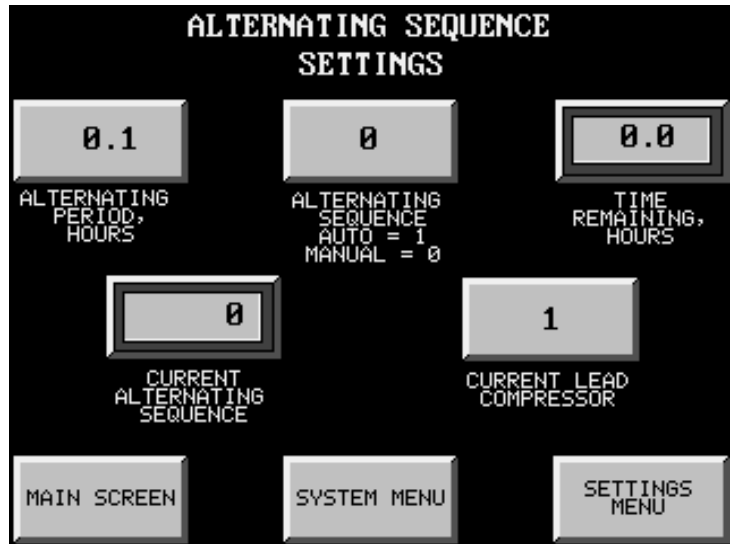 ALTERNATING SEQUENCE
SETTINGS
0.1
ALTERNATING
PERIOD,
HOURS
0
ALTERNATING
SEQUENCE
AUTO = 1
MANUAL = 0
0.0
TIME
REMAINING,
HOURS
0
CURRENT
ALTERNATING
SEQUENCE
1
CURRENT LEAD
COMPRESSOR
MAIN SCREEN
SYSTEM MENU
SETTINGS
MENU